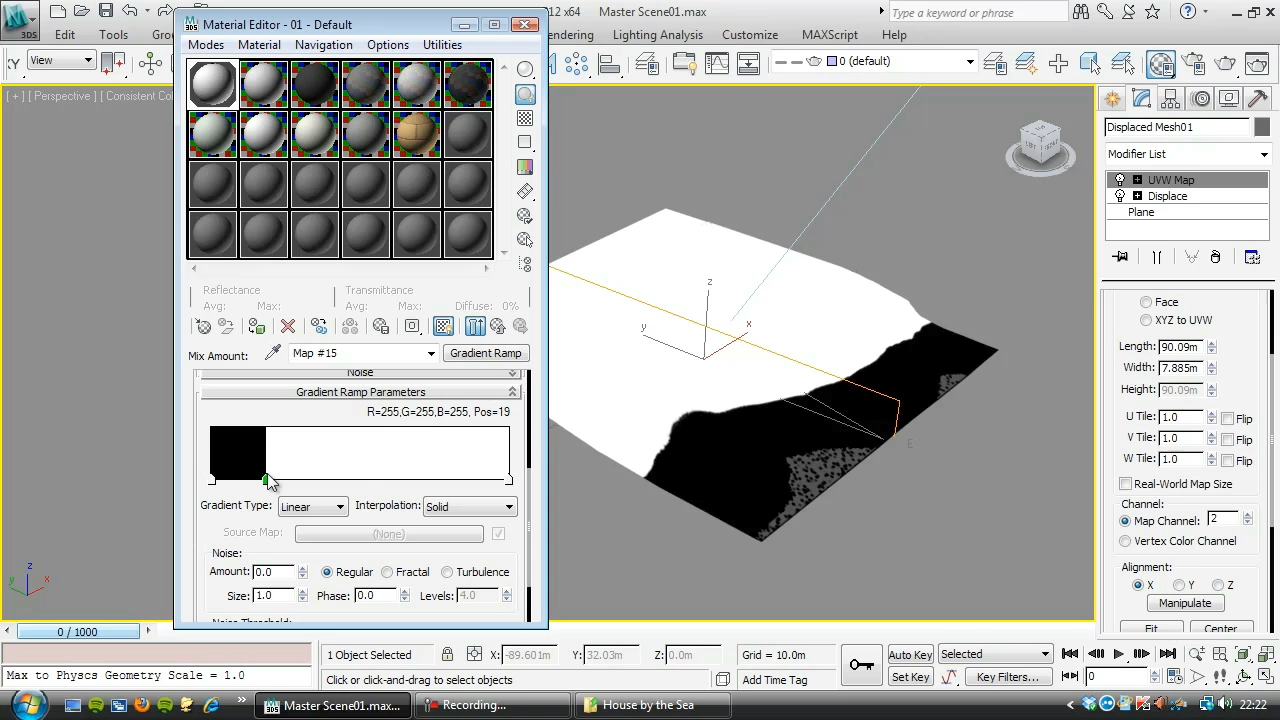 Material Editor - 01 - Default
12 x64 Master Scene01.max
Type a keyword or phrase
Edit Tools Gro
Modes Material Navigation Options Utilities
endering Lighting Analysis Customize MAXScript Help
XY View
0 (default)
[ + ] [ Perspective ] [ Consistent Col
Displaced Mesh01
Modifier List
UVW Map
Displace
Plane
z
y
x
E
Reflectance Transmittance
Avg: Max: Avg: Max: Diffuse: 0%
Mix Amount: Map #15 Gradient Ramp
Noise
Gradient Ramp Parameters
R=255,G=255,B=255, Pos=19
Gradient Type: Linear Interpolation: Solid
Source Map: (None)
Noise:
Amount: 0.0 Regular Fractal Turbulence
Size: 1.0 Phase: 0.0 Levels: 4.0
Noise Threshold:
Face
XYZ to UVW
Length: 90.09m
Width: 7.885m
Height: 90.09m
U Tile: 1.0 Flip
V Tile: 1.0 Flip
W Tile: 1.0 Flip
Real-World Map Size
Channel:
Map Channel: 2
Vertex Color Channel
Alignment:
X Y Z
Manipulate
Fit Center
z
y
x
0 / 1000
1 Object Selected X: -89.601m Y: 32.03m Z: 0.0m Grid = 10.0m Auto Key Selected
Max to Physcs Geometry Scale = 1.0 Click or click-and-drag to select objects Add Time Tag Set Key Key Filters... 0
Master Scene01.max... Recording... House by the Sea 22:22